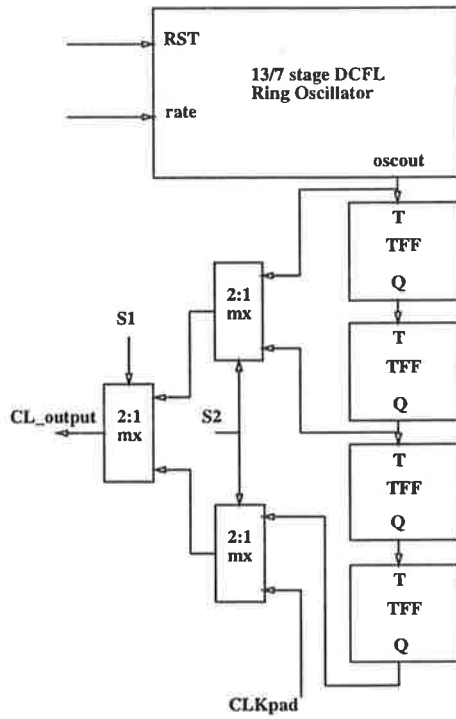 RST
13/7 stage DCFL
Ring Oscillator
rate
oscout
T
TFF
Q
2:1
mx
S1
T
TFF
Q
CL_output
2:1
mx
S2
T
TFF
Q
2:1
mx
T
TFF
Q
CLKpad